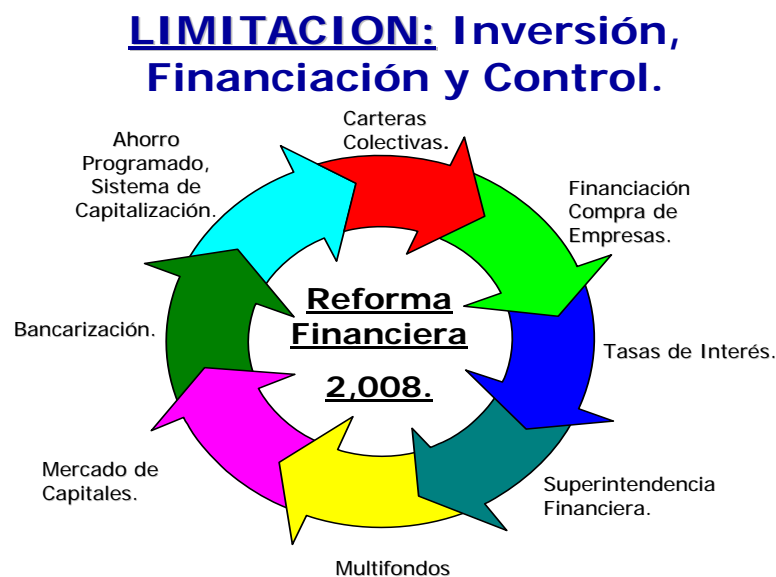 LIMITACION: Inversión,
Financiación y Control.
Carteras
Colectivas.
Ahorro
Programado,
Sistema de
Capitalización.
Financiación
Compra de
Empresas.
Reforma
Financiera
2,008.
Bancarización.
Tasas de Interés.
Mercado de
Capitales.
Superintendencia
Financiera.
Multifondos